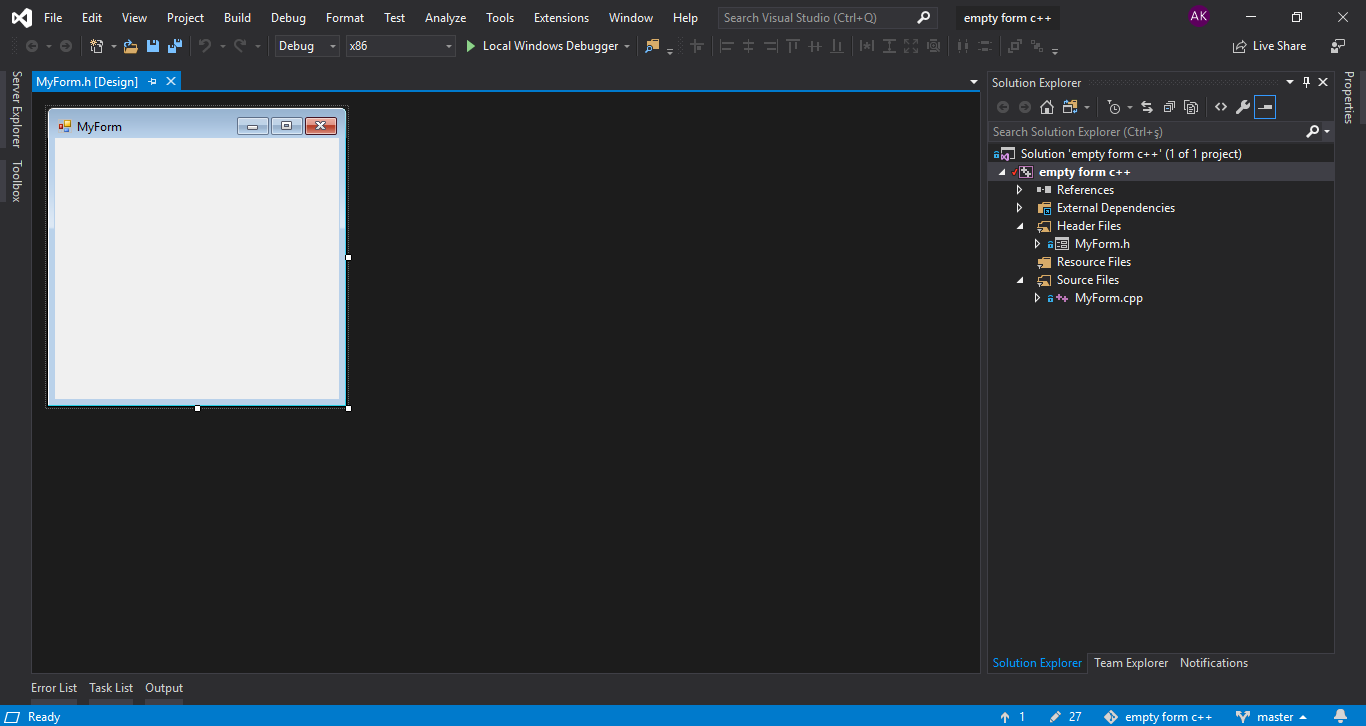 File Edit View Project Build Debug Format Test Analyze Tools Extensions Window Help Search Visual Studio (Ctrl+Q) empty form c++ AK
Debug x86 Local Windows Debugger Live Share
Server Explorer
Toolbox
MyForm.h [Design]
MyForm
Solution Explorer
Search Solution Explorer (Ctrl+ş)
Solution 'empty form c++' (1 of 1 project)
empty form c++
References
External Dependencies
Header Files
MyForm.h
Resource Files
Source Files
MyForm.cpp
Solution Explorer Team Explorer Notifications
Properties
Error List Task List Output
Ready 1 27 empty form c++ master